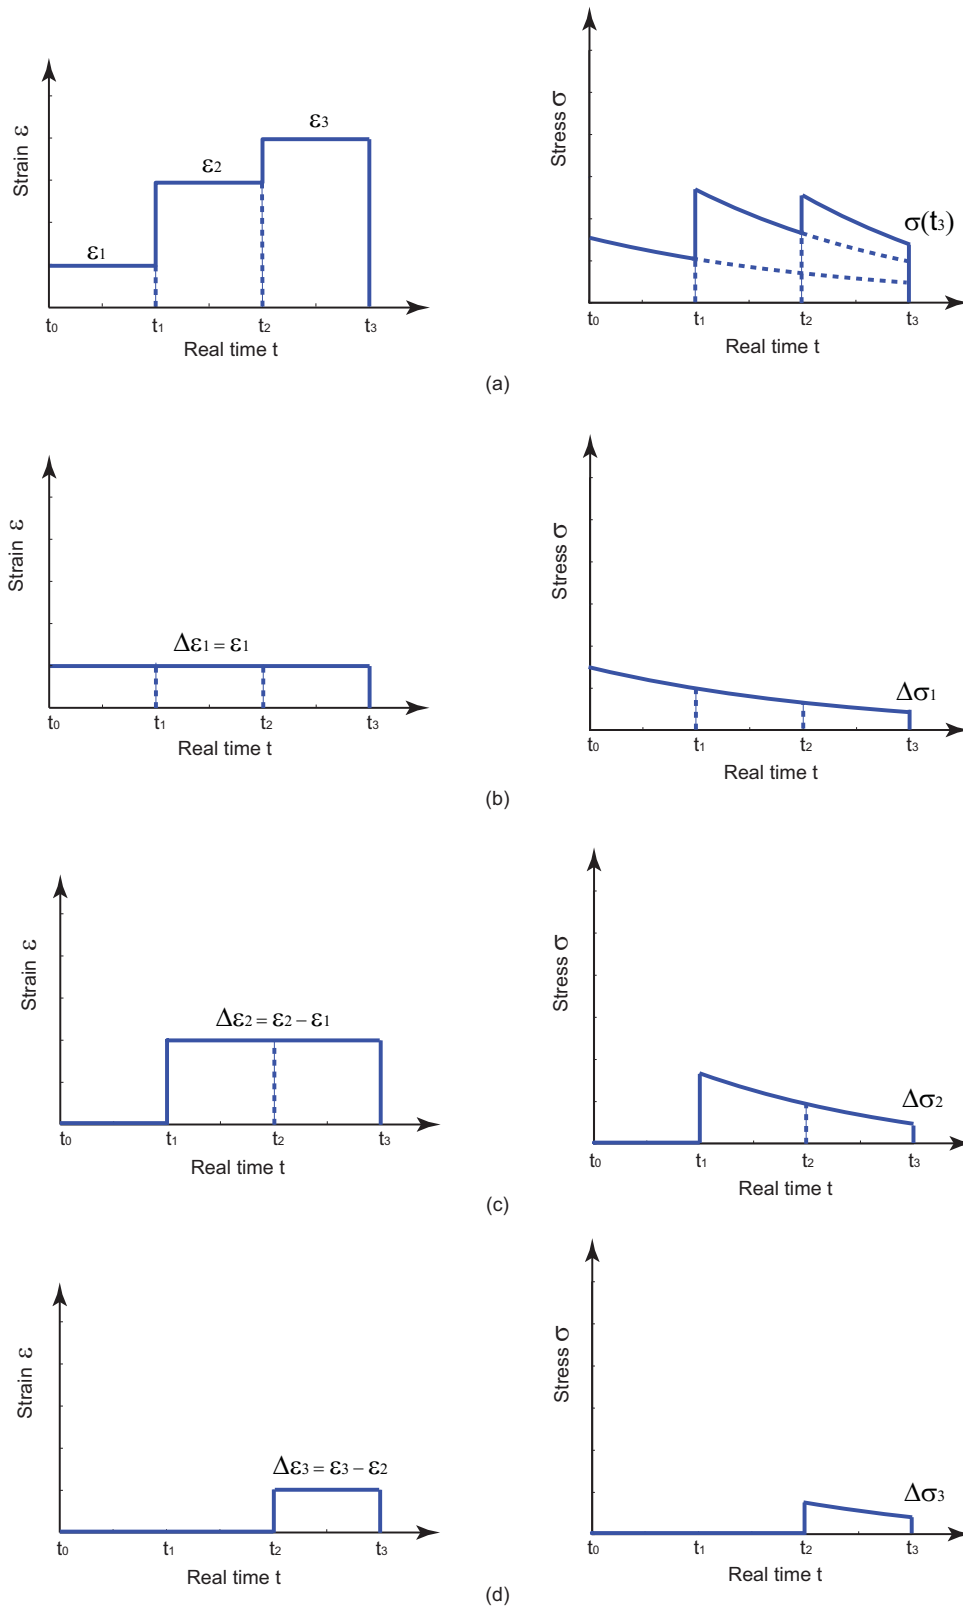 Strain ε
ε1
ε2
ε3
t0 t1 t2 t3
Real time t
Stress σ
σ(t3)
t0 t1 t2 t3
Real time t
(a)
Strain ε
Δε1 = ε1
t0 t1 t2 t3
Real time t
Stress σ
Δσ1
t0 t1 t2 t3
Real time t
(b)
Strain ε
Δε2 = ε2 – ε1
t0 t1 t2 t3
Real time t
Stress σ
Δσ2
t0 t1 t2 t3
Real time t
(c)
Strain ε
Δε3 = ε3 – ε2
t0 t1 t2 t3
Real time t
Stress σ
Δσ3
t0 t1 t2 t3
Real time t
(d)